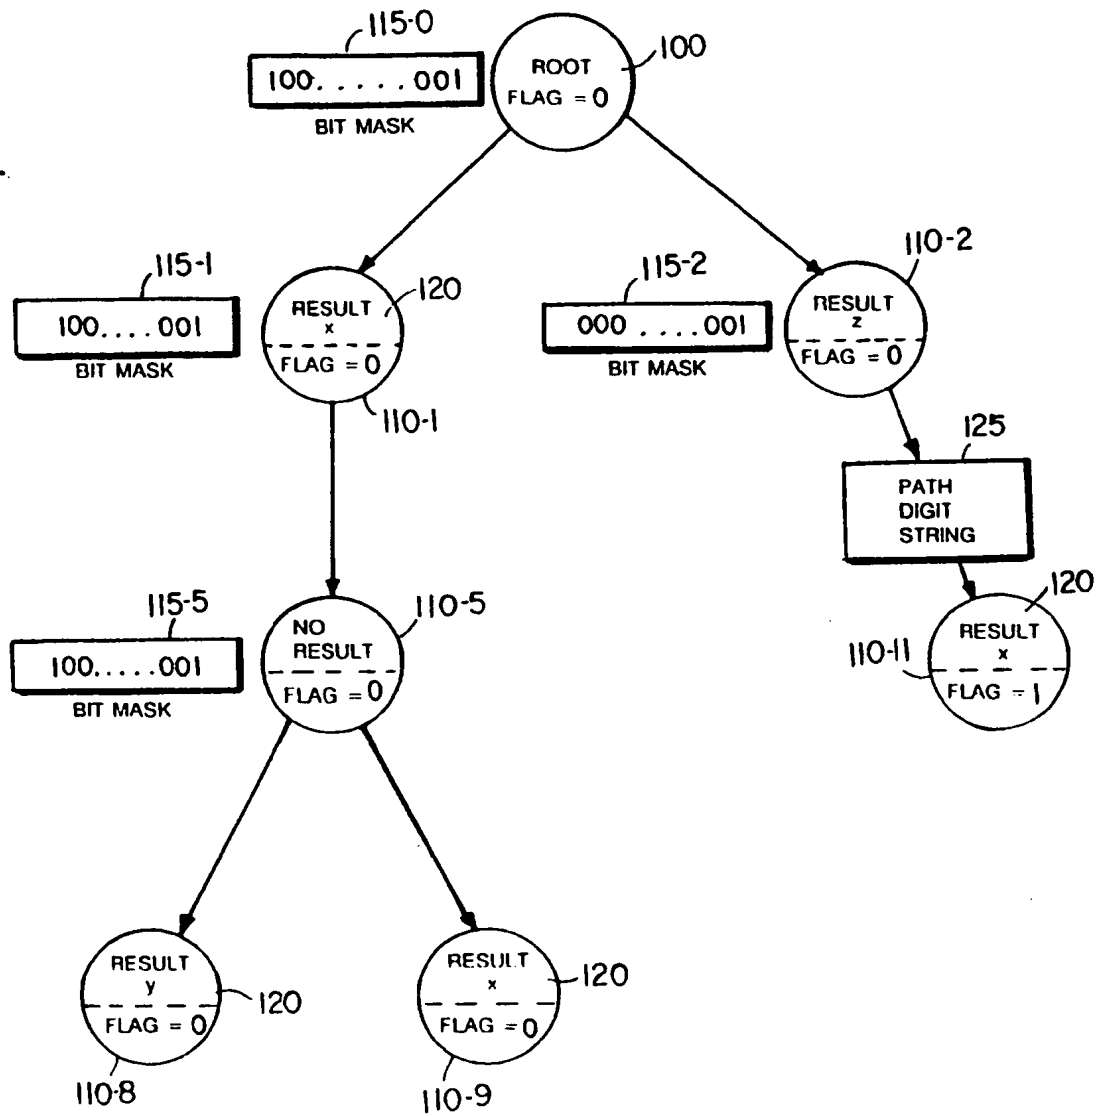 115-0
100.....001
BIT MASK
ROOT
FLAG = 0
100
115-1
100....001
BIT MASK
RESULT
x
FLAG = 0
120
110-1
115-2
000 ....001
BIT MASK
110-2
RESULT
z
FLAG = 0
125
PATH
DIGIT
STRING
115-5
100.....001
BIT MASK
NO
RESULT
FLAG = 0
110-5
120
RESULT
x
FLAG = 1
110-11
RESULT
y
FLAG = 0
120
110-8
RESULT
x
FLAG = 0
120
110-9